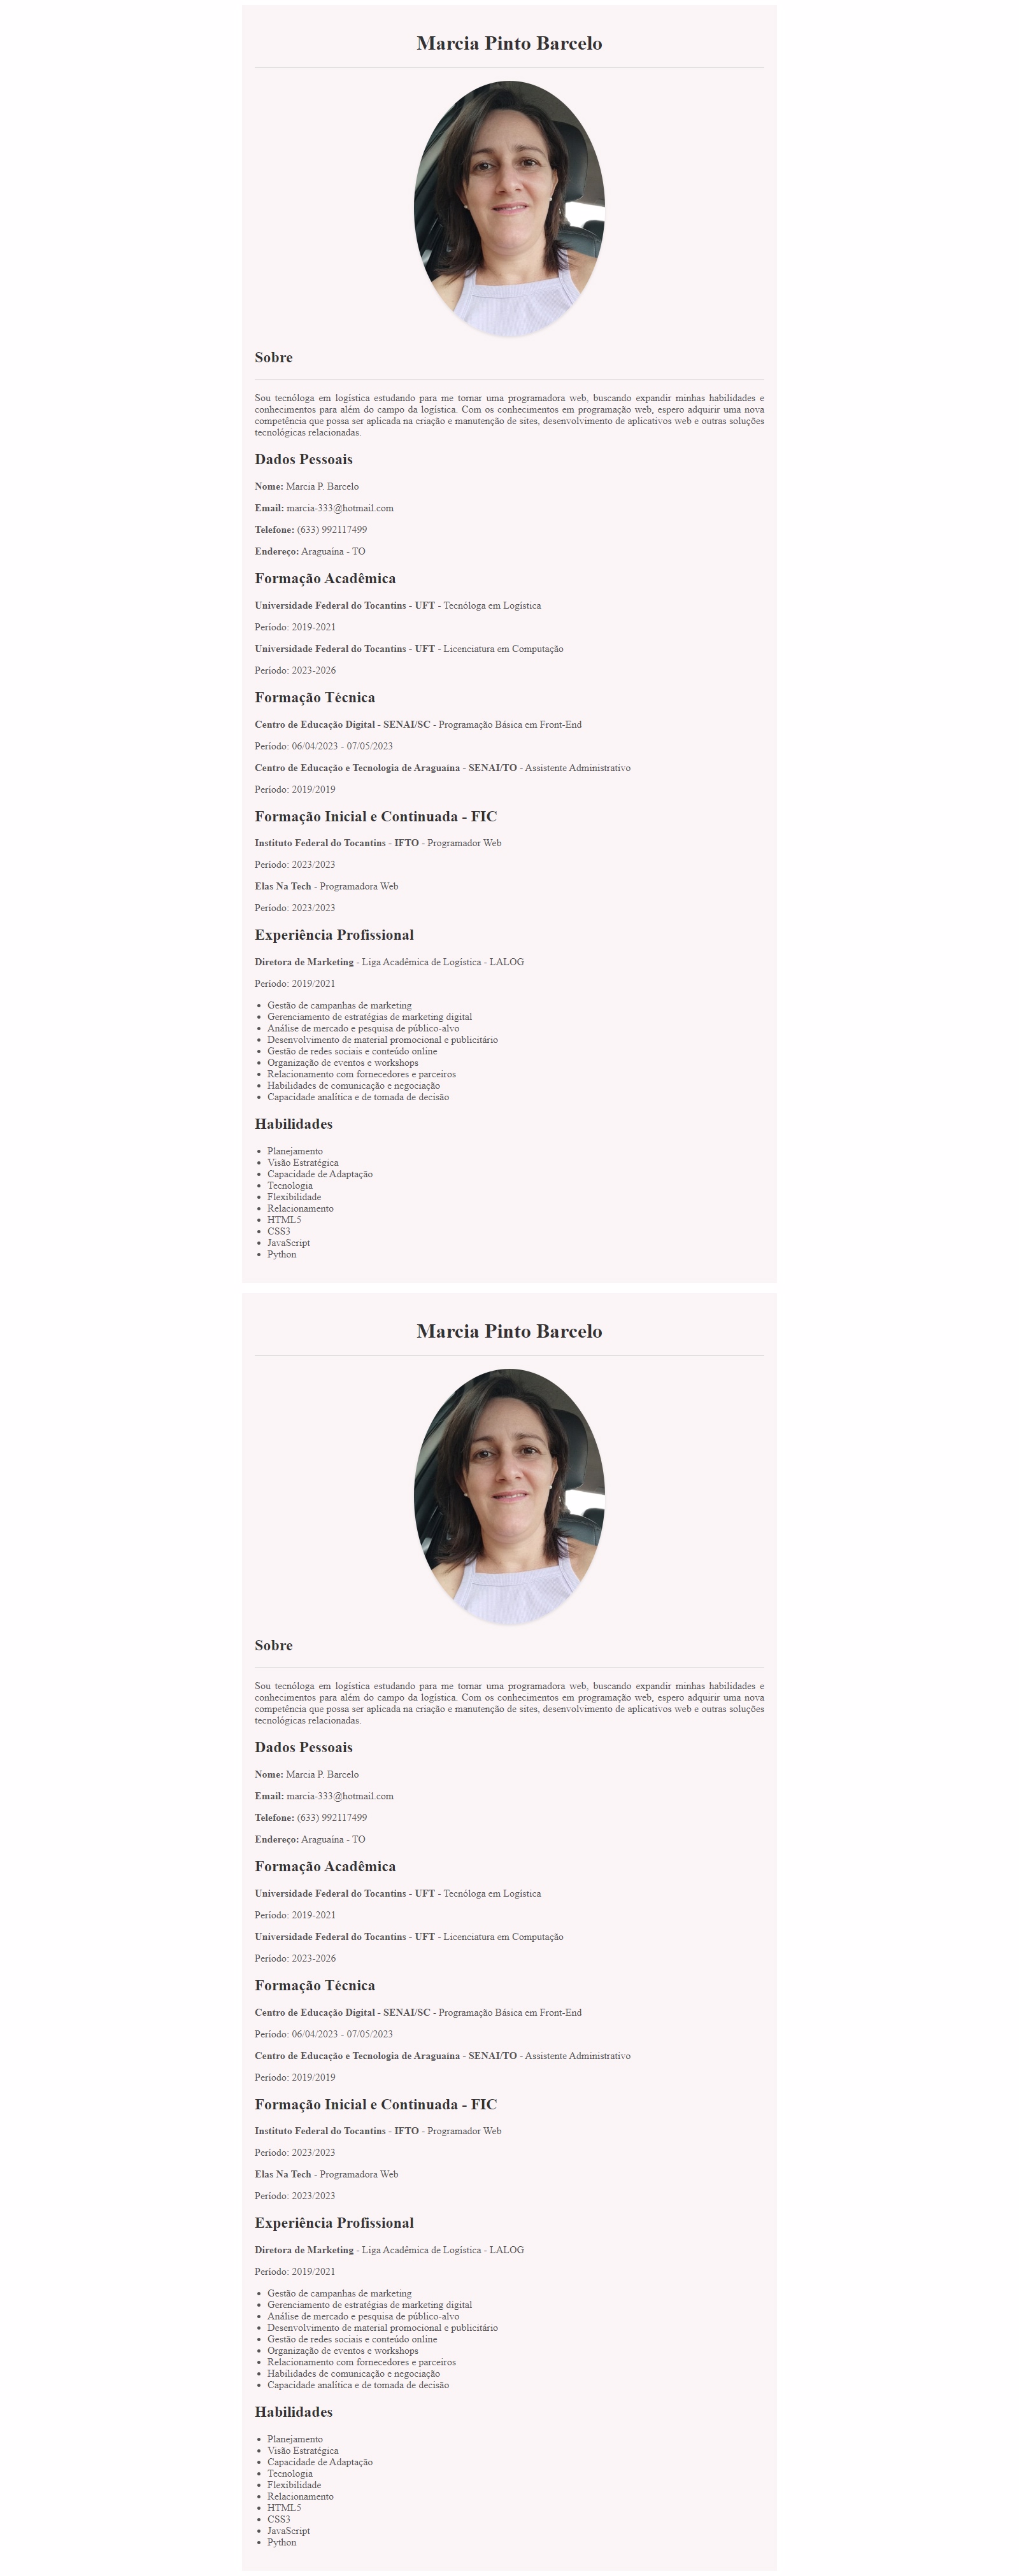 Marcia Pinto Barcelo
Sobre
Sou tecnóloga em logística estudando para me tornar uma programadora web, buscando expandir minhas habilidades e
conhecimentos para além do campo da logística. Com os conhecimentos em programação web, espero adquirir uma nova
competência que possa ser aplicada na criação e manutenção de sites, desenvolvimento de aplicativos web e outras soluções
tecnológicas relacionadas.
Dados Pessoais
Nome: Marcia P. Barcelo
Email: marcia-333@hotmail.com
Telefone: (633) 992117499
Endereço: Araguaína - TO
Formação Acadêmica
Universidade Federal do Tocantins - UFT - Tecnóloga em Logística
Período: 2019-2021
Universidade Federal do Tocantins - UFT - Licenciatura em Computação
Período: 2023-2026
Formação Técnica
Centro de Educação Digital - SENAI/SC - Programação Básica em Front-End
Período: 06/04/2023 - 07/05/2023
Centro de Educação e Tecnologia de Araguaína - SENAI/TO - Assistente Administrativo
Período: 2019/2019
Formação Inicial e Continuada - FIC
Instituto Federal do Tocantins - IFTO - Programador Web
Período: 2023/2023
Elas Na Tech - Programadora Web
Período: 2023/2023
Experiência Profissional
Diretora de Marketing - Liga Acadêmica de Logística - LALOG
Período: 2019/2021
• Gestão de campanhas de marketing
• Gerenciamento de estratégias de marketing digital
• Análise de mercado e pesquisa de público-alvo
• Desenvolvimento de material promocional e publicitário
• Gestão de redes sociais e conteúdo online
• Organização de eventos e workshops
• Relacionamento com fornecedores e parceiros
• Habilidades de comunicação e negociação
• Capacidade analítica e de tomada de decisão
Habilidades
• Planejamento
• Visão Estratégica
• Capacidade de Adaptação
• Tecnologia
• Flexibilidade
• Relacionamento
• HTML5
• CSS3
• JavaScript
• Python
Marcia Pinto Barcelo
Sobre
Sou tecnóloga em logística estudando para me tornar uma programadora web, buscando expandir minhas habilidades e
conhecimentos para além do campo da logística. Com os conhecimentos em programação web, espero adquirir uma nova
competência que possa ser aplicada na criação e manutenção de sites, desenvolvimento de aplicativos web e outras soluções
tecnológicas relacionadas.
Dados Pessoais
Nome: Marcia P. Barcelo
Email: marcia-333@hotmail.com
Telefone: (633) 992117499
Endereço: Araguaína - TO
Formação Acadêmica
Universidade Federal do Tocantins - UFT - Tecnóloga em Logística
Período: 2019-2021
Universidade Federal do Tocantins - UFT - Licenciatura em Computação
Período: 2023-2026
Formação Técnica
Centro de Educação Digital - SENAI/SC - Programação Básica em Front-End
Período: 06/04/2023 - 07/05/2023
Centro de Educação e Tecnologia de Araguaína - SENAI/TO - Assistente Administrativo
Período: 2019/2019
Formação Inicial e Continuada - FIC
Instituto Federal do Tocantins - IFTO - Programador Web
Período: 2023/2023
Elas Na Tech - Programadora Web
Período: 2023/2023
Experiência Profissional
Diretora de Marketing - Liga Acadêmica de Logística - LALOG
Período: 2019/2021
• Gestão de campanhas de marketing
• Gerenciamento de estratégias de marketing digital
• Análise de mercado e pesquisa de público-alvo
• Desenvolvimento de material promocional e publicitário
• Gestão de redes sociais e conteúdo online
• Organização de eventos e workshops
• Relacionamento com fornecedores e parceiros
• Habilidades de comunicação e negociação
• Capacidade analítica e de tomada de decisão
Habilidades
• Planejamento
• Visão Estratégica
• Capacidade de Adaptação
• Tecnologia
• Flexibilidade
• Relacionamento
• HTML5
• CSS3
• JavaScript
• Python